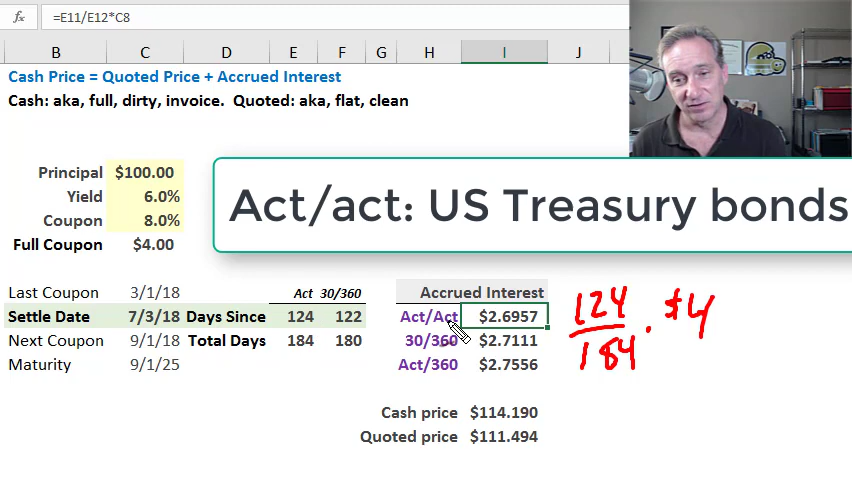 fx =E11/E12*C8
B C D E F G H I J
Cash Price = Quoted Price + Accrued Interest
Cash: aka, full, dirty, invoice. Quoted: aka, flat, clean
Principal $100.00
Yield 6.0%
Coupon 8.0%
Full Coupon $4.00
Act/act: US Treasury bonds
Last Coupon 3/1/18 Act 30/360 Accrued Interest
Settle Date 7/3/18 Days Since 124 122 Act/Act $2.6957
Next Coupon 9/1/18 Total Days 184 180 30/360 $2.7111
Maturity 9/1/25 Act/360 $2.7556
124
184 . $4
Cash price $114.190
Quoted price $111.494